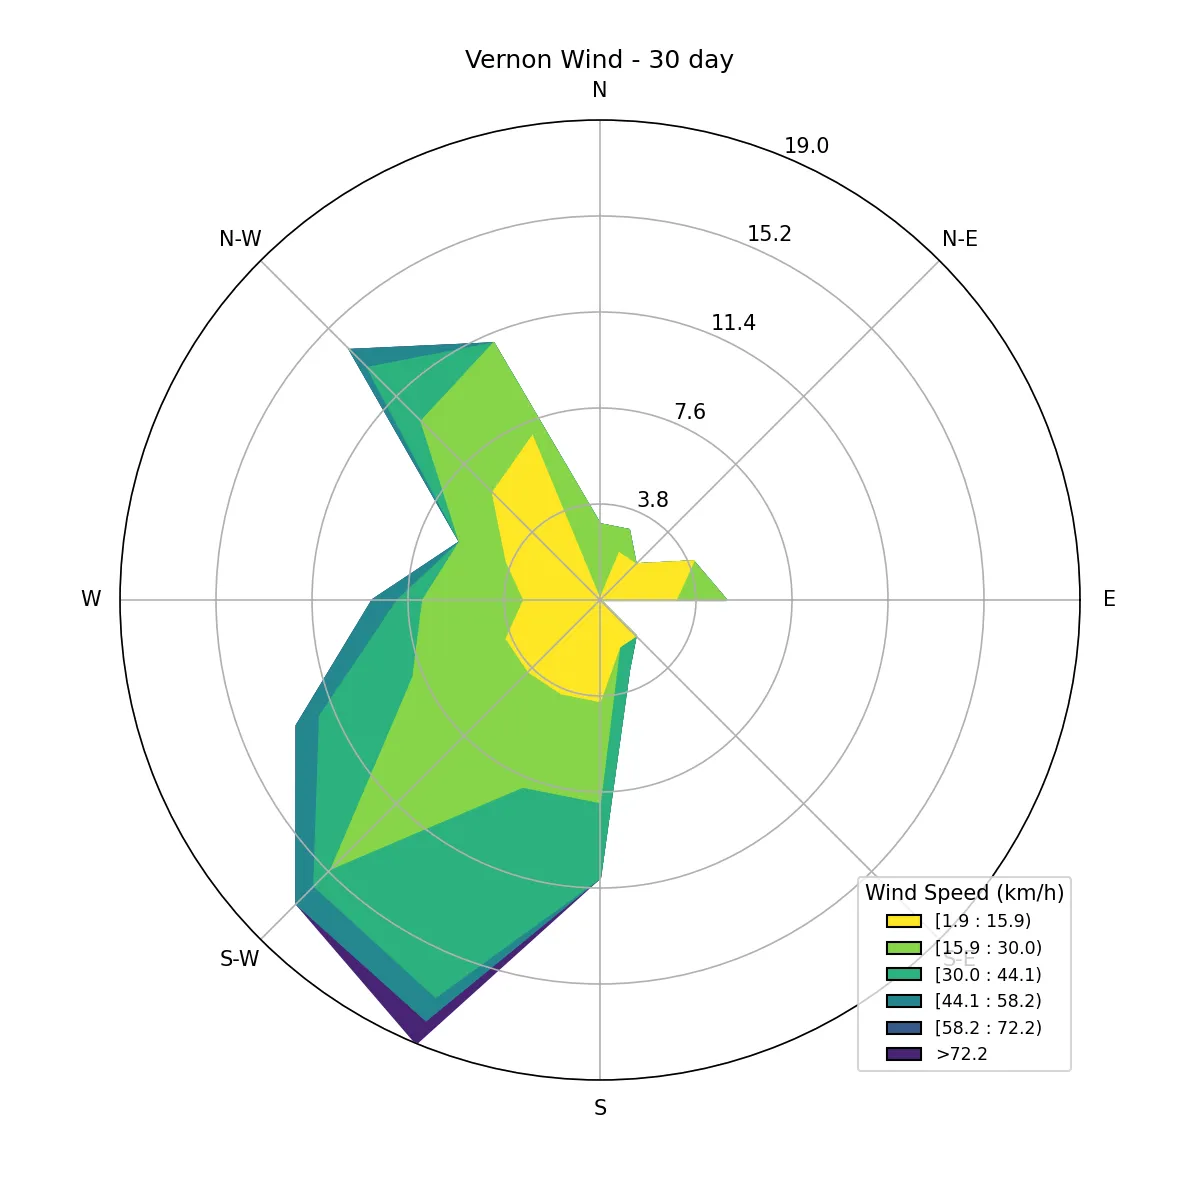 Vernon Wind - 30 day
N
19.0
15.2
N-W
N-E
11.4
7.6
3.8
W
E
Wind Speed (km/h)
[1.9 : 15.9)
[15.9 : 30.0)
S-W
S-E
[30.0 : 44.1)
[44.1 : 58.2)
[58.2 : 72.2)
>72.2
S